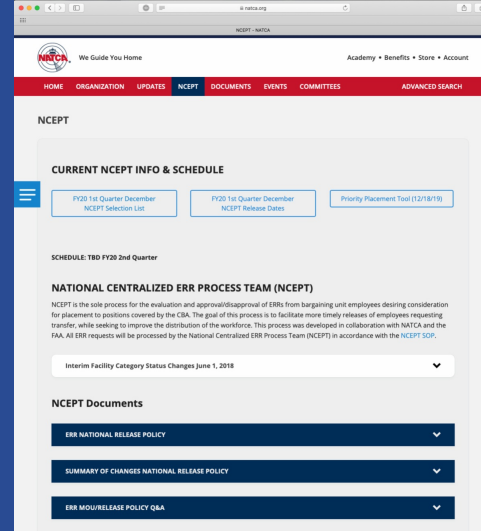 natca.org
NCEPT – NATCA
NATCA
We Guide You Home
Academy • Benefits • Store • Account
HOME ORGANIZATION UPDATES NCEPT DOCUMENTS EVENTS COMMITTEES ADVANCED SEARCH
NCEPT
CURRENT NCEPT INFO & SCHEDULE
FY20 1st Quarter December
NCEPT Selection List
FY20 1st Quarter December
NCEPT Release Dates
Priority Placement Tool (12/18/19)
SCHEDULE: TBD FY20 2nd Quarter
NATIONAL CENTRALIZED ERR PROCESS TEAM (NCEPT)
NCEPT is the sole process for the evaluation and approval/disapproval of ERRs from bargaining unit employees desiring consideration
for placement to positions covered by the CBA. The goal of this process is to facilitate more timely releases of employees requesting
transfer, while seeking to improve the distribution of the workforce. This process was developed in collaboration with NATCA and the
FAA. All ERR requests will be processed by the National Centralized ERR Process Team (NCEPT) in accordance with the NCEPT SOP.
Interim Facility Category Status Changes June 1, 2018
NCEPT Documents
ERR NATIONAL RELEASE POLICY
SUMMARY OF CHANGES NATIONAL RELEASE POLICY
ERR MOU/RELEASE POLICY Q&A